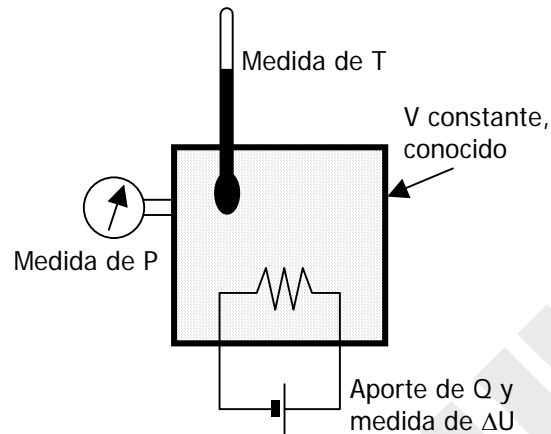 Medida de T
V constante,
conocido
Medida de P
Aporte de Q y
medida de ΔU